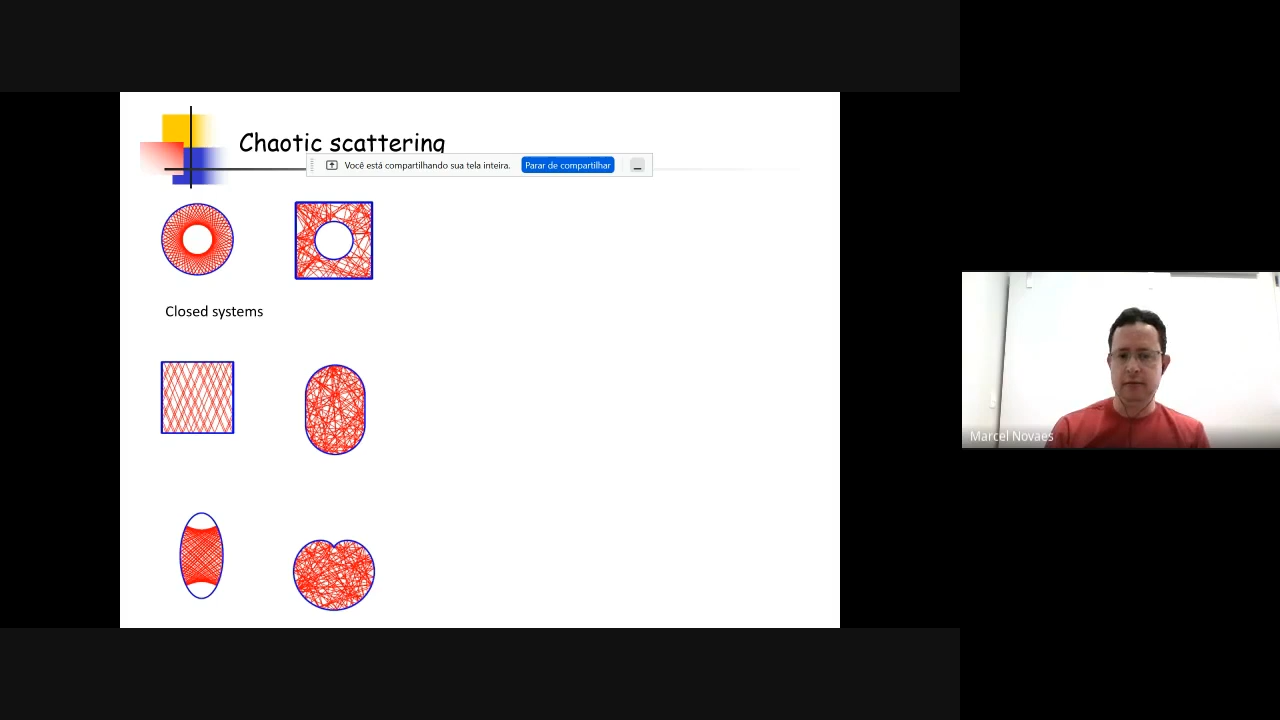 Chaotic scattering
Você está compartilhando sua tela inteira.
Parar de compartilhar
Closed systems
Marcel Novaes